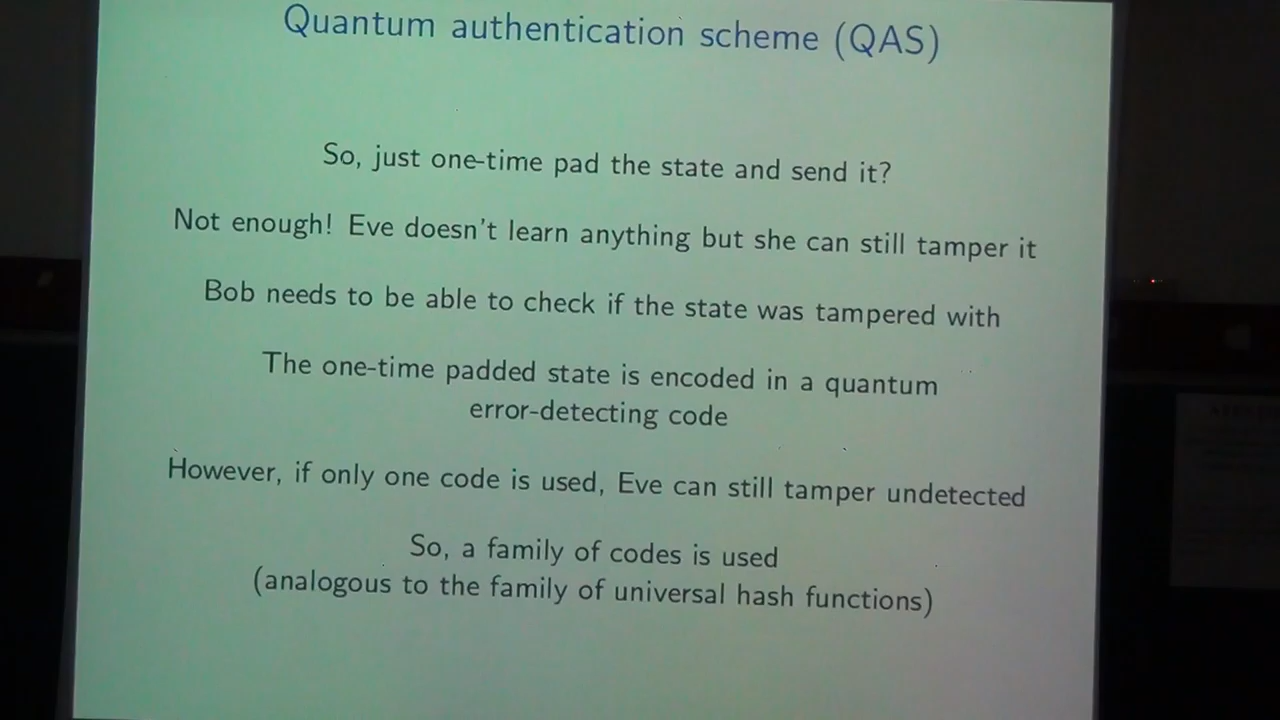 Quantum authentication scheme (QAS)
So, just one-time pad the state and send it?
Not enough! Eve doesn't learn anything but she can still tamper it
Bob needs to be able to check if the state was tampered with
The one-time padded state is encoded in a quantum
error-detecting code
However, if only one code is used, Eve can still tamper undetected
So, a family of codes is used
(analogous to the family of universal hash functions)